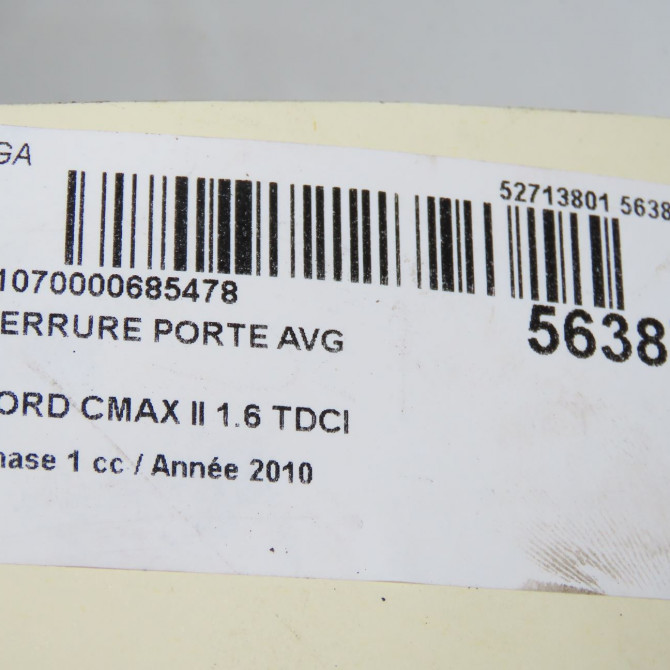 GA
52713801 5638
1070000685478
5638
ERRURE PORTE AVG
ORD CMAX II 1.6 TDCI
hase 1 cc / Année 2010